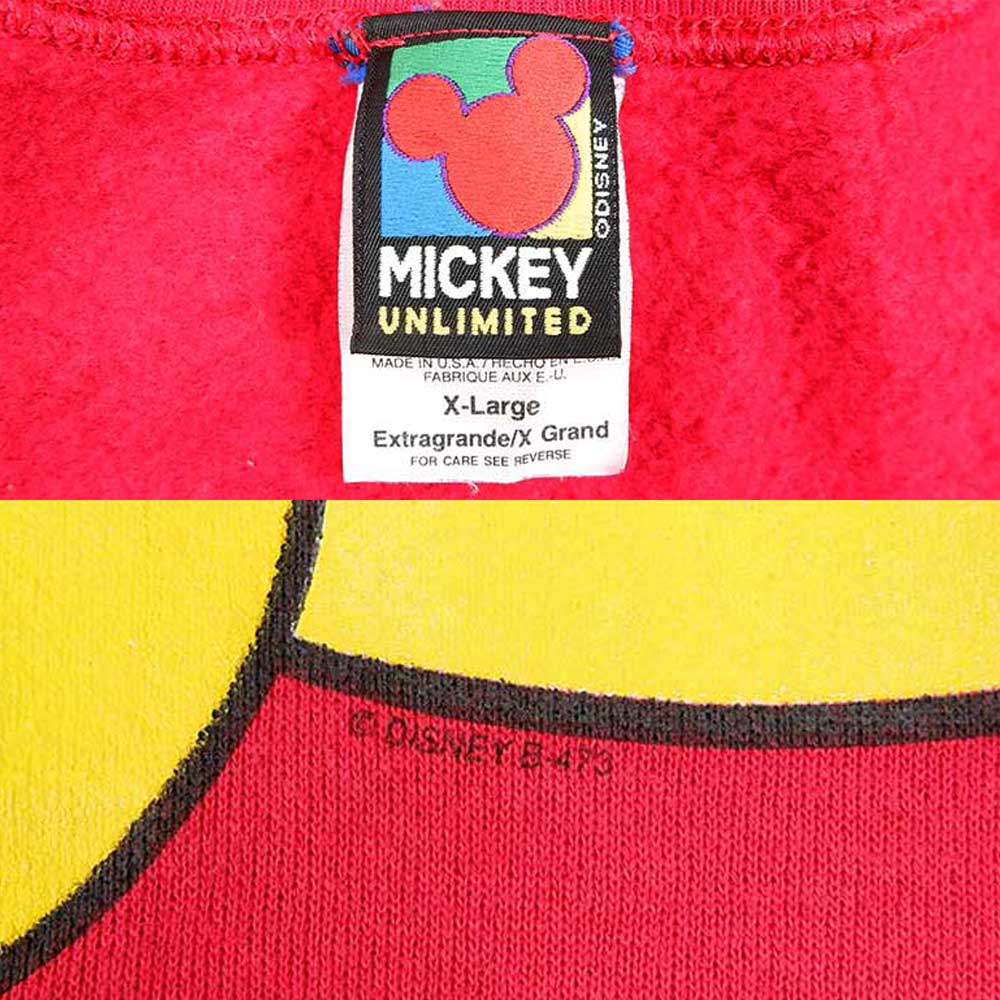 ©DISNEY
MICKEY
UNLIMITED
MADE IN U.S.A./HECHO EN E.U.A.
FABRIQUE AUX E.-U.
X-Large
Extragrande/X Grand
FOR CARE SEE REVERSE
© DISNEY B-473